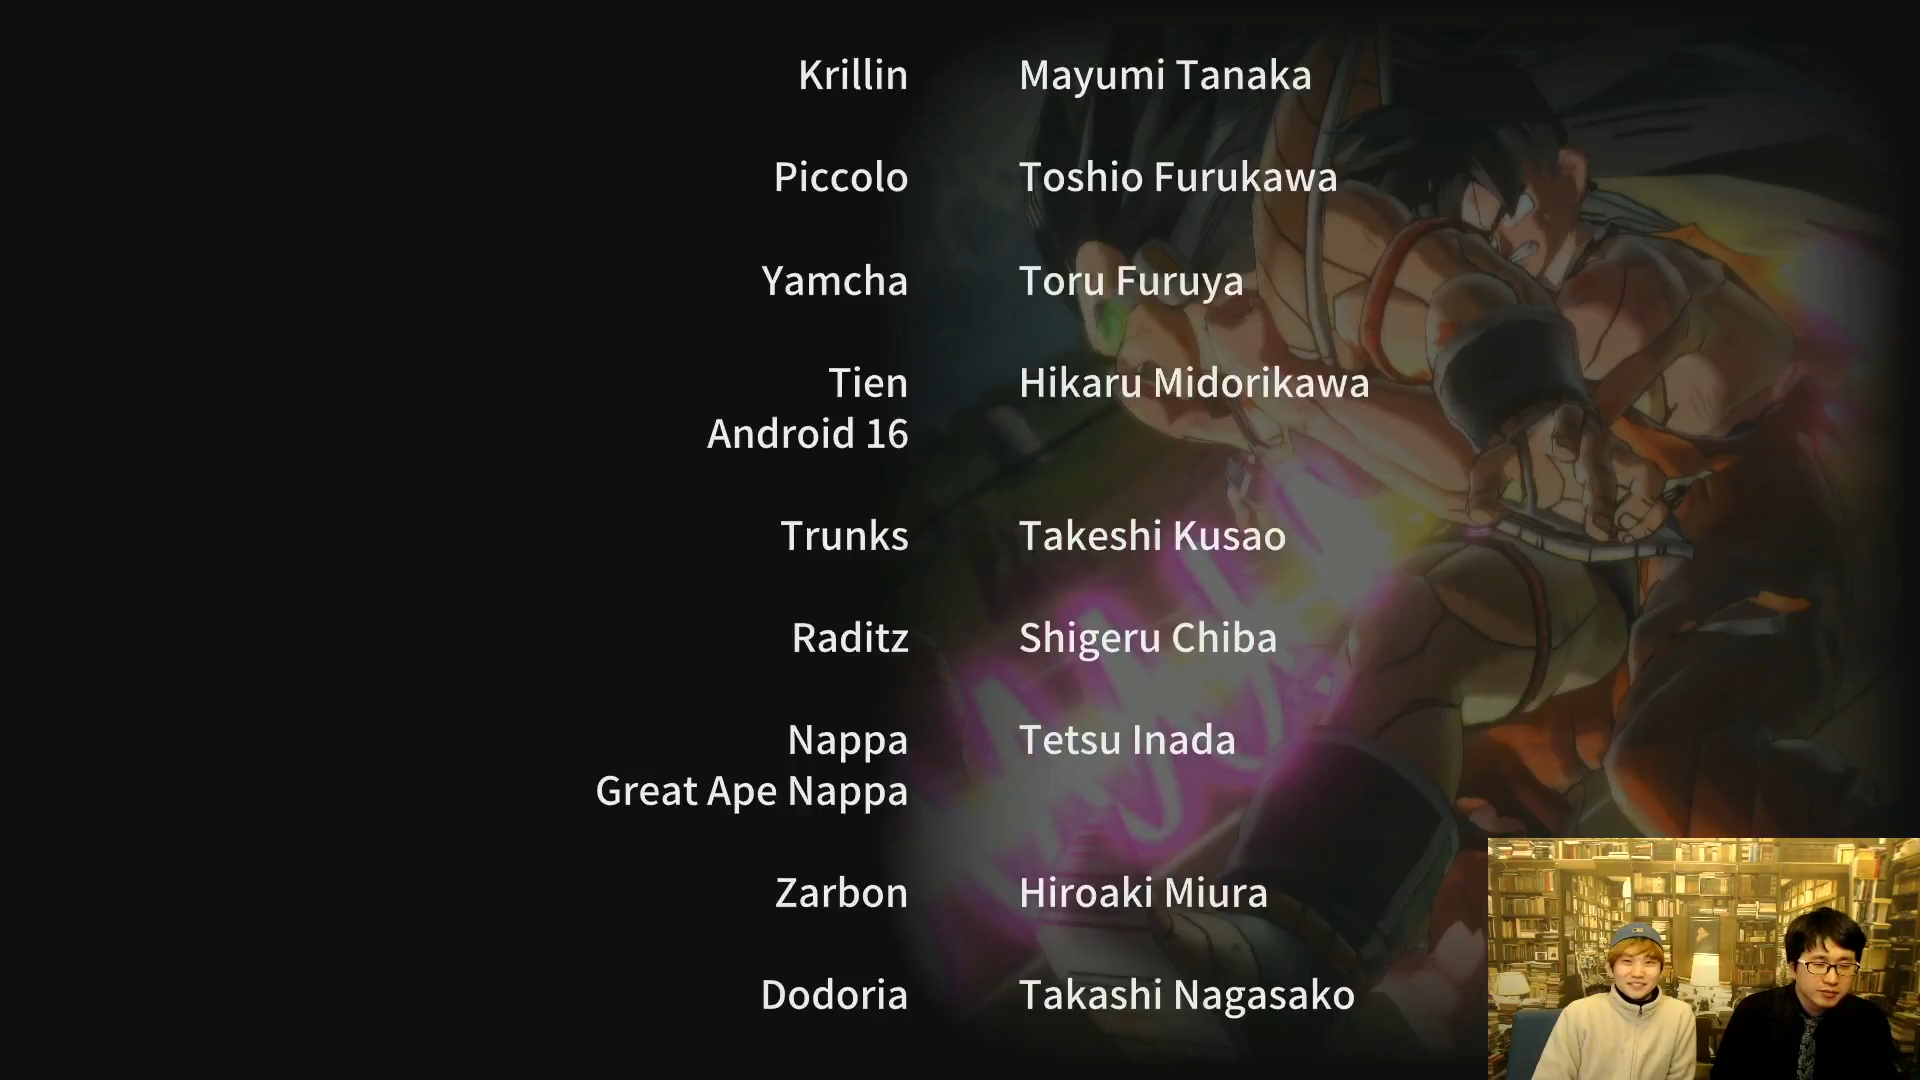 Krillin Mayumi Tanaka
Piccolo Toshio Furukawa
Yamcha Toru Furuya
Tien Hikaru Midorikawa
Android 16
Trunks Takeshi Kusao
Raditz Shigeru Chiba
Nappa Tetsu Inada
Great Ape Nappa
Zarbon Hiroaki Miura
Dodoria Takashi Nagasako